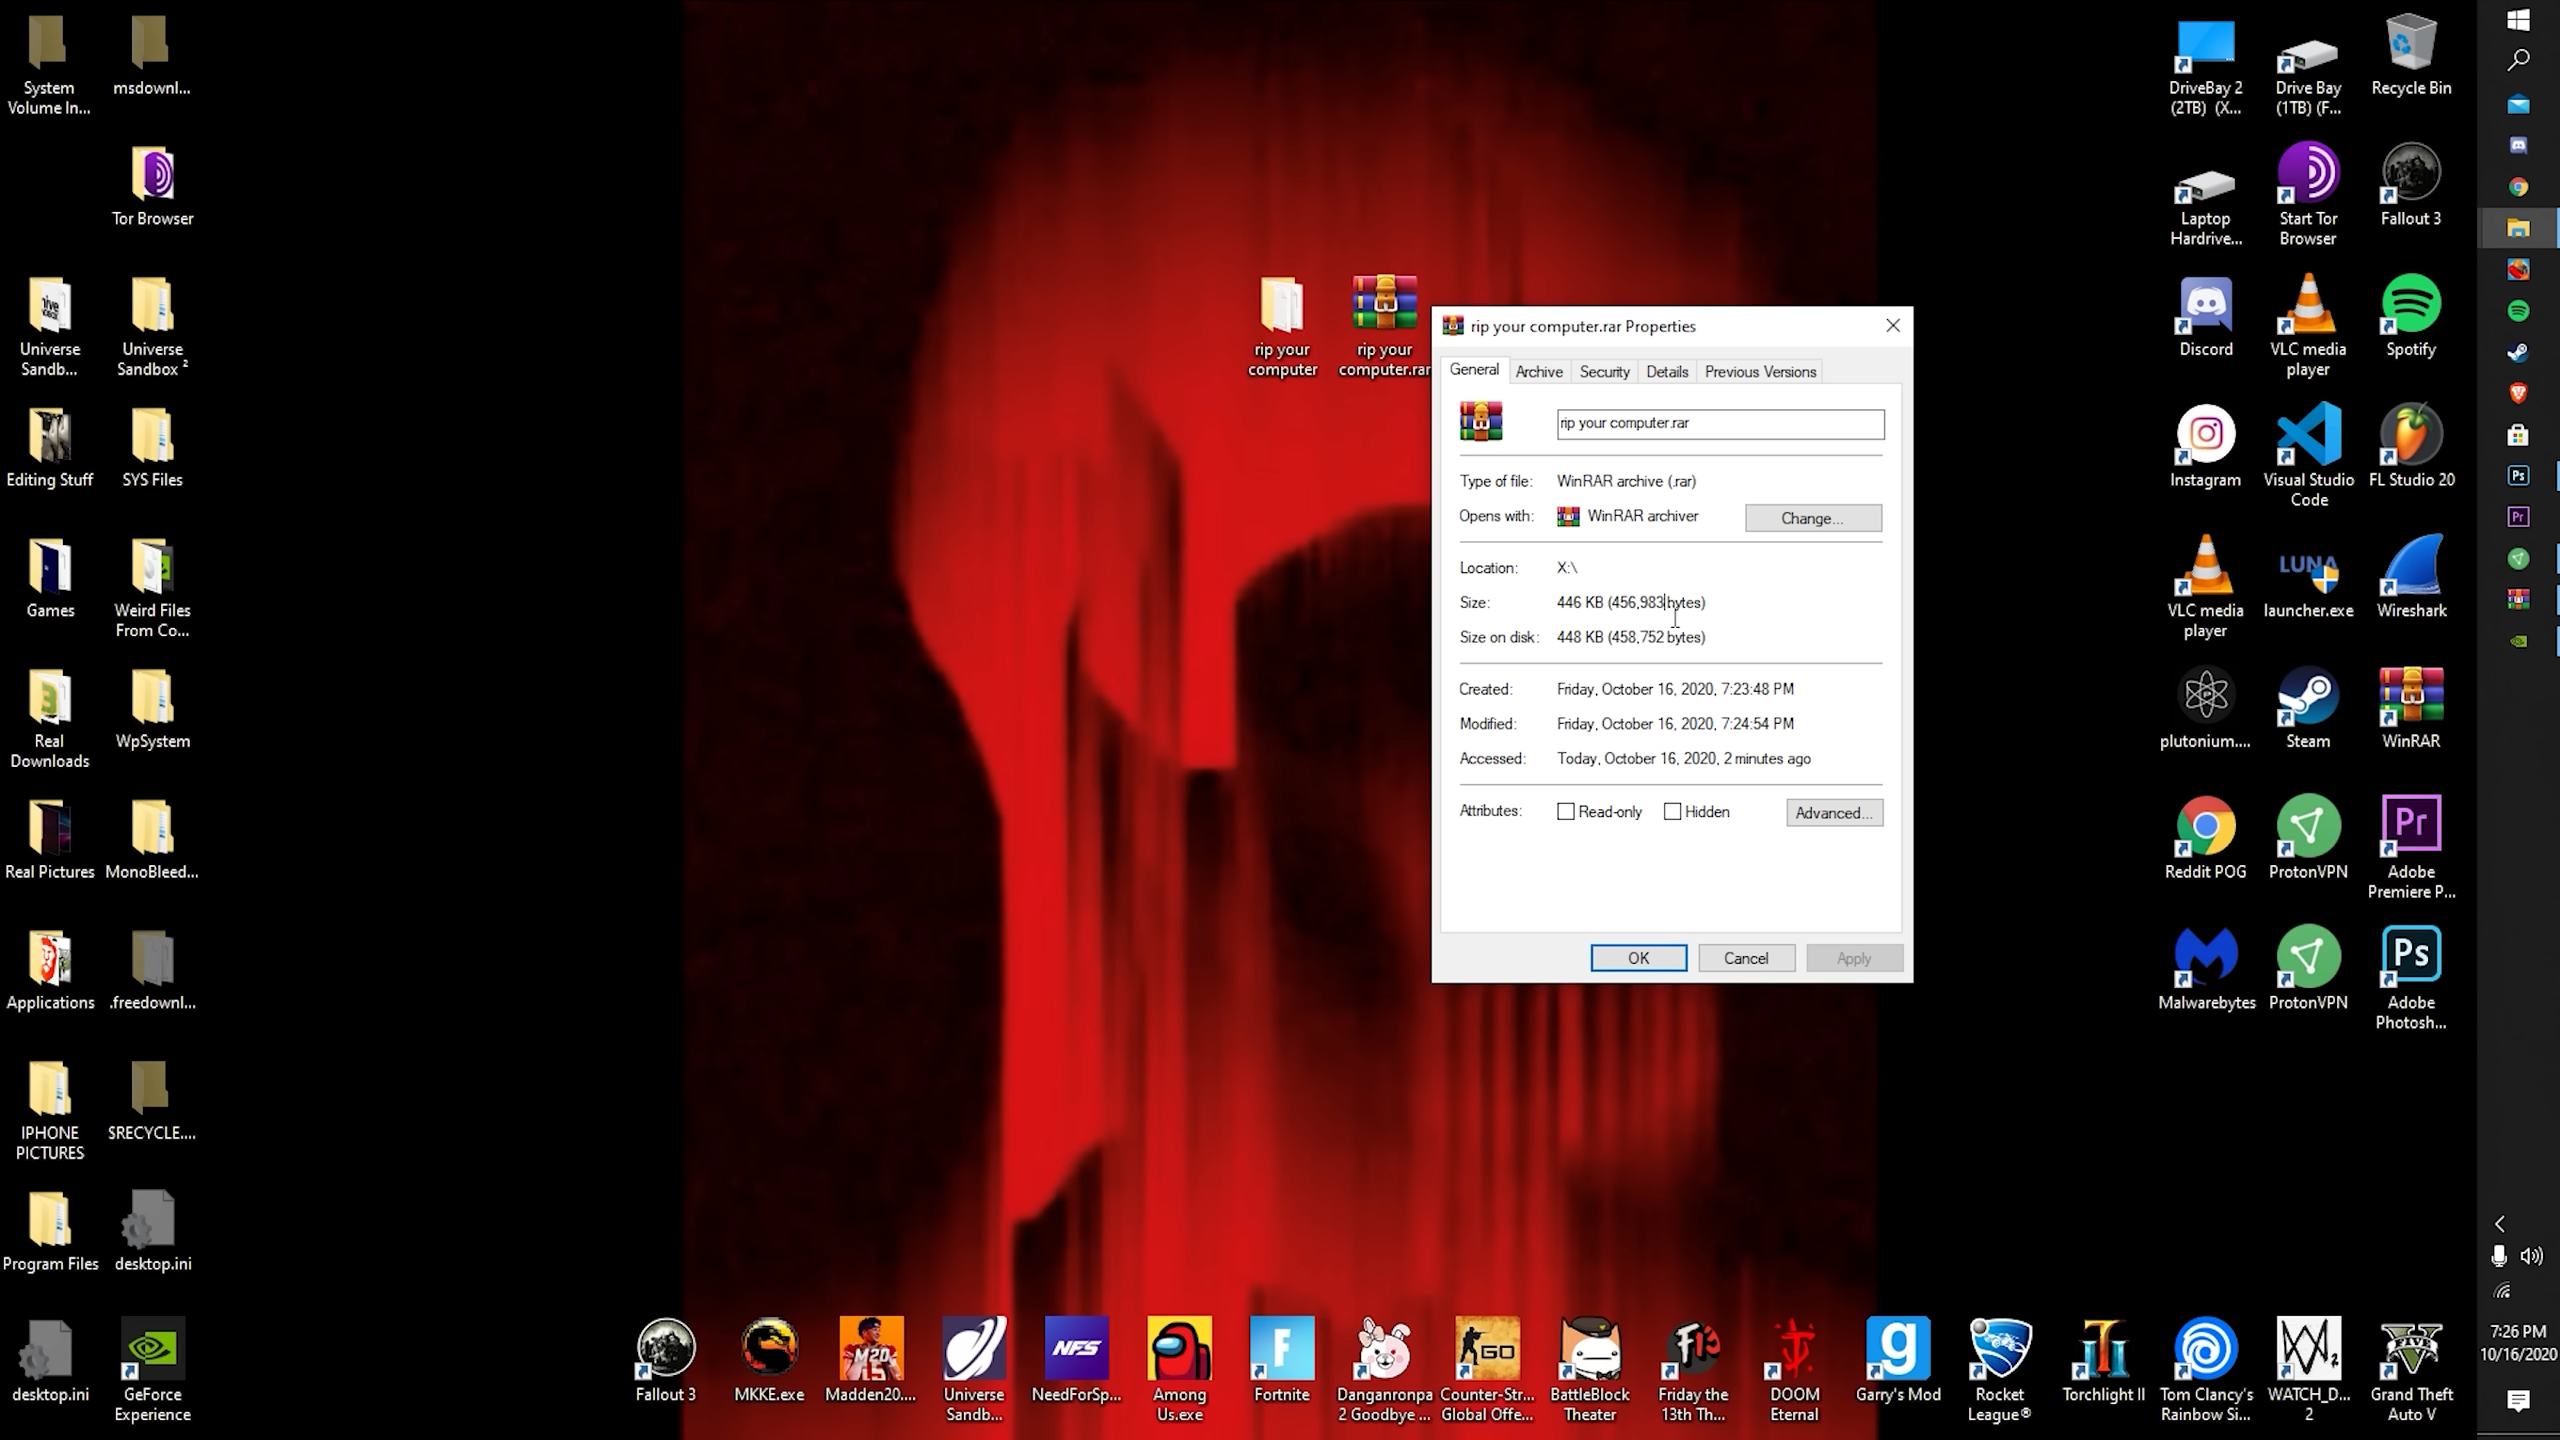 System
Volume In...
msdownl...
Tor Browser
Universe
Sandb...
Universe
Sandbox ²
Editing Stuff
SYS Files
Games
Weird Files
From Co...
Real
Downloads
WpSystem
Real Pictures
MonoBleed...
Applications
.freedownl...
IPHONE
PICTURES
$RECYCLE....
Program Files
desktop.ini
desktop.ini
GeForce
Experience
rip your
computer
rip your
computer.rar
rip your computer.rar Properties
General
Archive
Security
Details
Previous Versions
rip your computer.rar
Type of file: WinRAR archive (.rar)
Opens with: WinRAR archiver
Change...
Location: X:\
Size: 446 KB (456,983 bytes)
Size on disk: 448 KB (458,752 bytes)
Created: Friday, October 16, 2020, 7:23:48 PM
Modified: Friday, October 16, 2020, 7:24:54 PM
Accessed: Today, October 16, 2020, 2 minutes ago
Attributes: Read-only Hidden
Advanced...
OK
Cancel
Apply
DriveBay 2
(2TB) (X...
Drive Bay
(1TB) (F...
Recycle Bin
Laptop
Hardrive...
Start Tor
Browser
Fallout 3
Discord
VLC media
player
Spotify
Instagram
Visual Studio
Code
FL Studio 20
VLC media
player
LUNA
launcher.exe
Wireshark
plutonium....
Steam
WinRAR
Reddit POG
ProtonVPN
Pr
Adobe
Premiere P...
Malwarebytes
ProtonVPN
Ps
Adobe
Photosh...
Ps
Pr
Fallout 3
MKKE.exe
M20
15
Madden20....
Universe
Sandb...
NFS
NeedForSp...
Among
Us.exe
F
Fortnite
Danganronpa
2 Goodbye ...
GO
Counter-Str...
Global Offe...
BattleBlock
Theater
F13
Friday the
13th Th...
DOOM
Eternal
g
Garry's Mod
Rocket
League®
Torchlight II
Tom Clancy's
Rainbow Si...
WATCH_D...
2
V
Grand Theft
Auto V
7:26 PM
10/16/2020